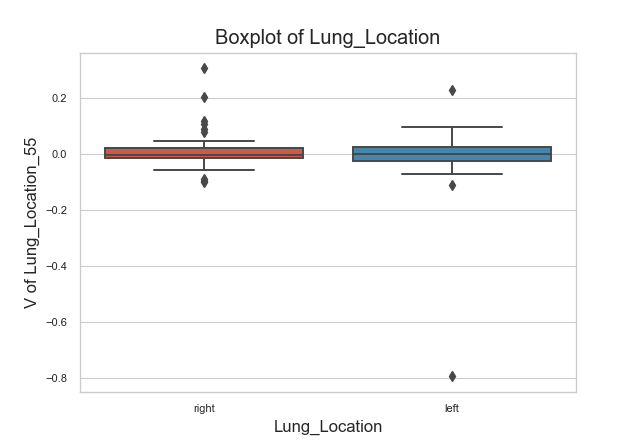 Boxplot of Lung_Location
V of Lung_Location_55
0.2
0.0
−0.2
−0.4
−0.6
−0.8
right
left
Lung_Location